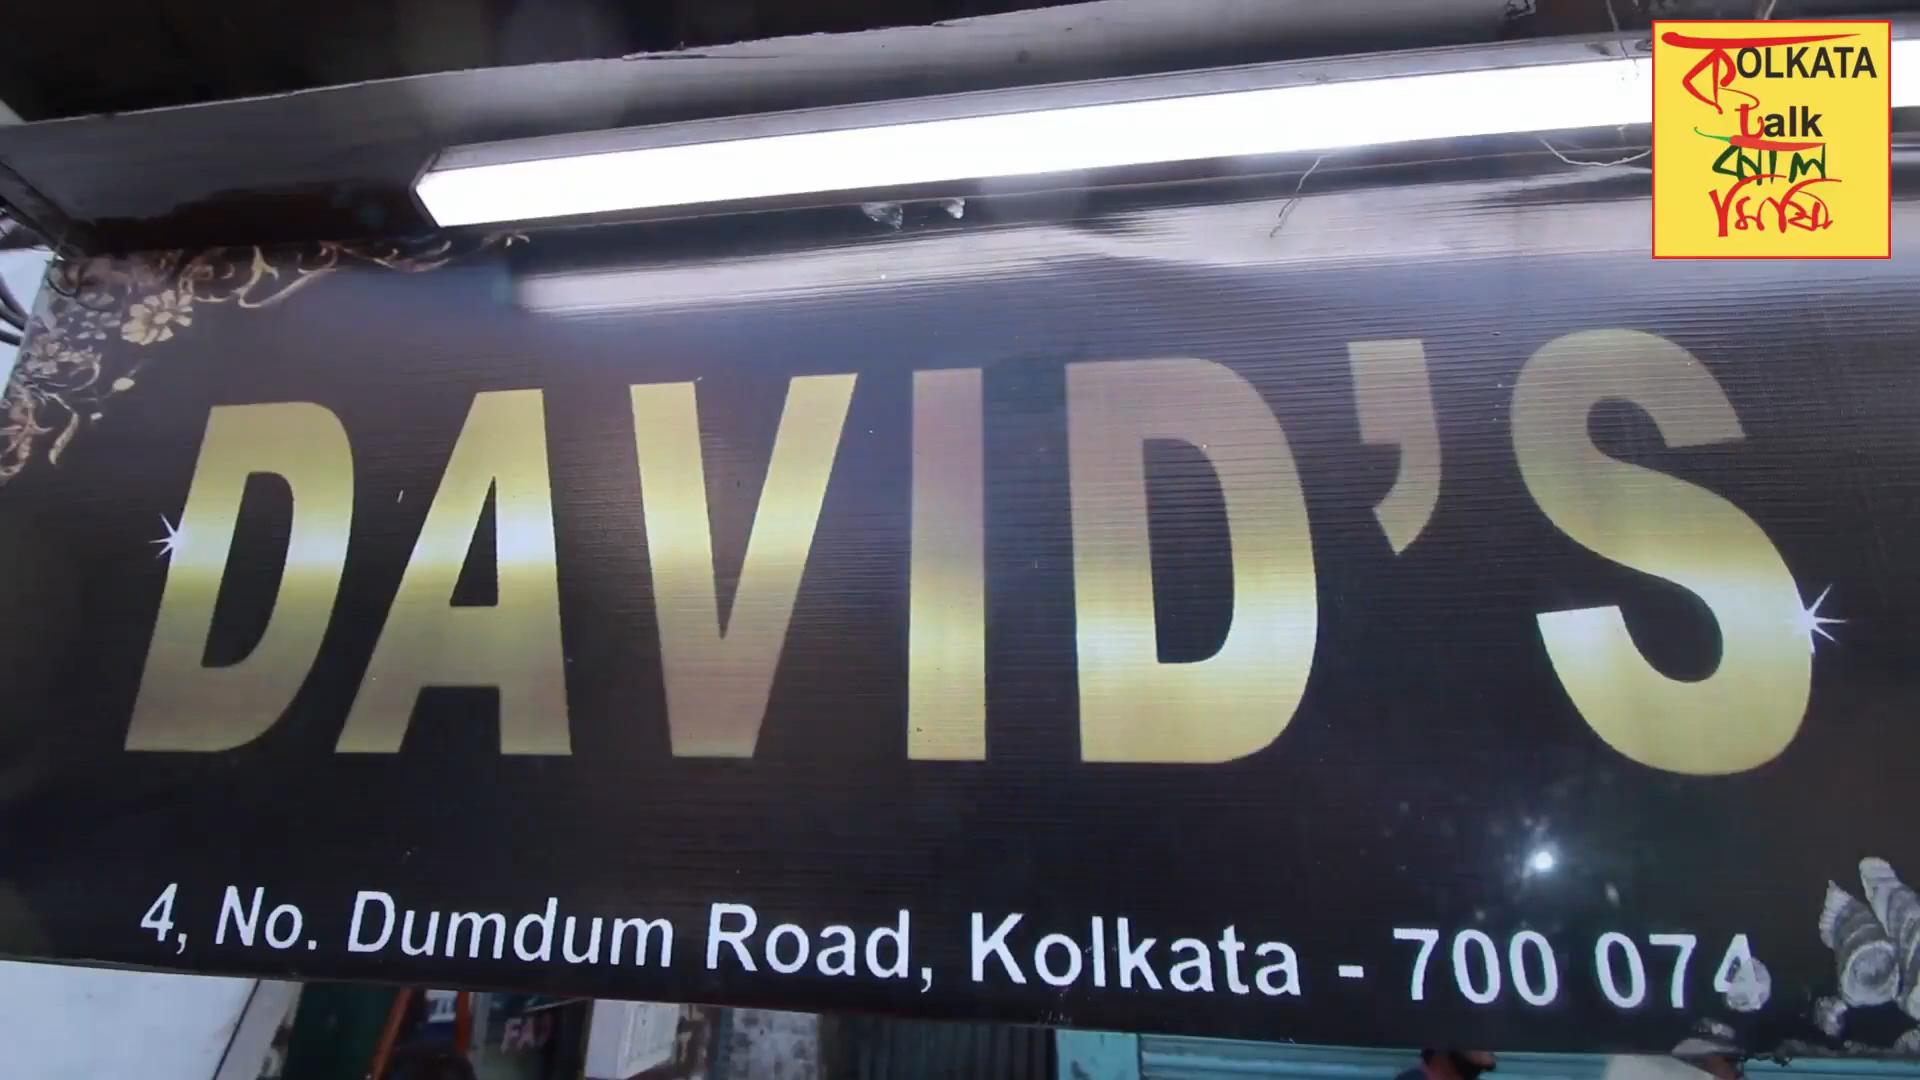 KOLKATA
talk
ঝাল
মিষ্টি
DAVID'S
4, No. Dumdum Road, Kolkata - 700 074